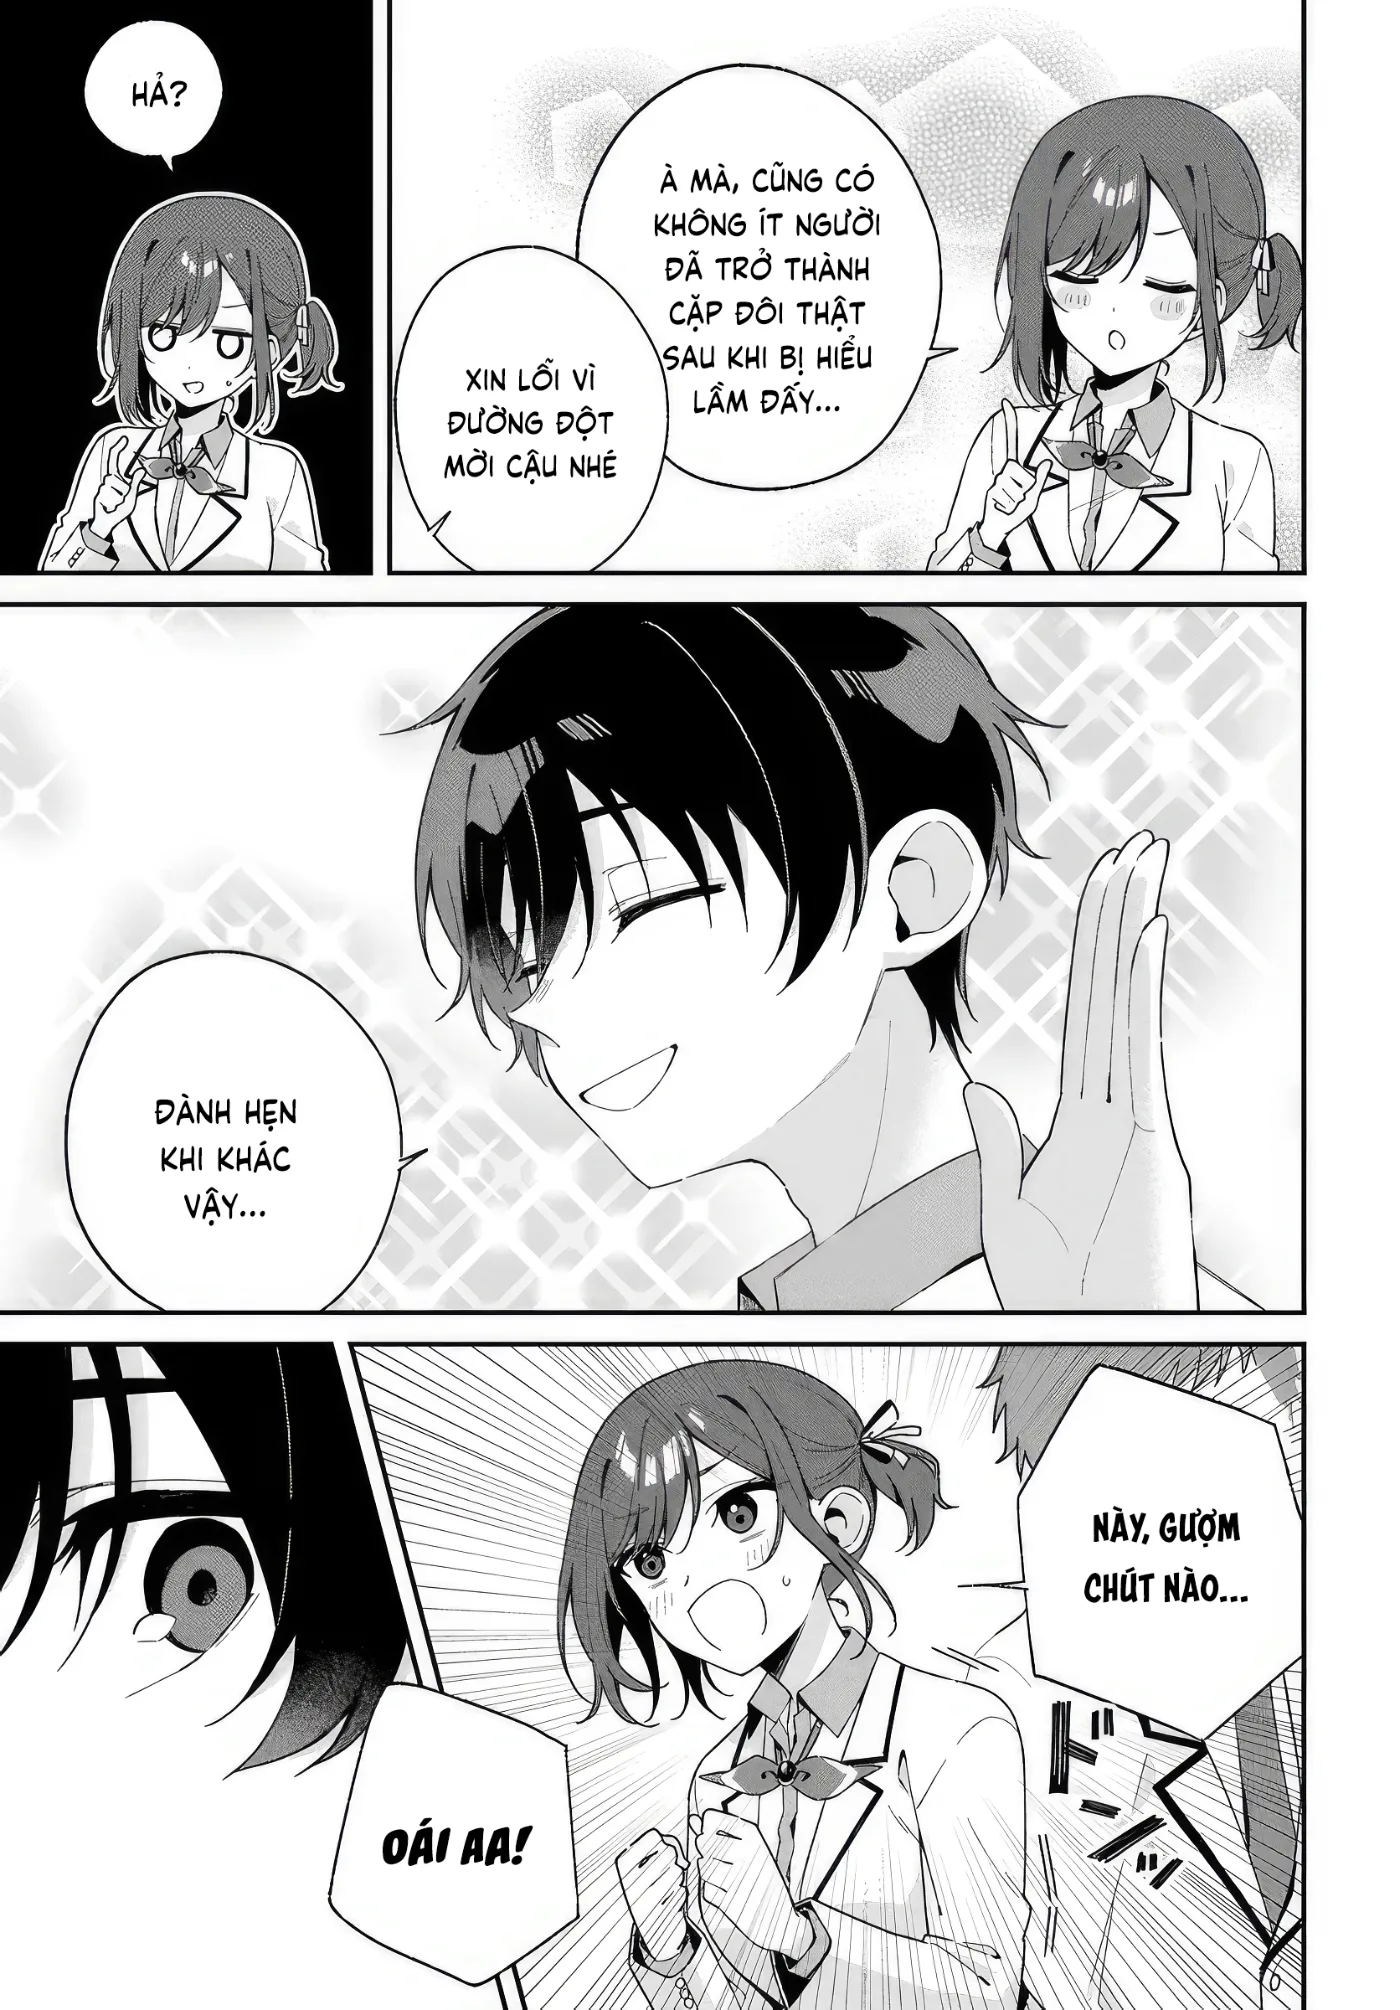 À MÀ, CŨNG CÓ
KHÔNG ÍT NGƯỜI
ĐÃ TRỞ THÀNH
CẶP ĐÔI THẬT
SAU KHI BỊ HIỂU
LẦM ĐẤY...
XIN LỖI VÌ
ĐƯỜNG ĐỘT
MỜI CẬU NHÉ
HẢ?
ĐÀNH HẸN
KHI KHÁC
VẬY...
NÀY, GƯỢM
CHÚT NÀO...
ドン
OÁI AA!